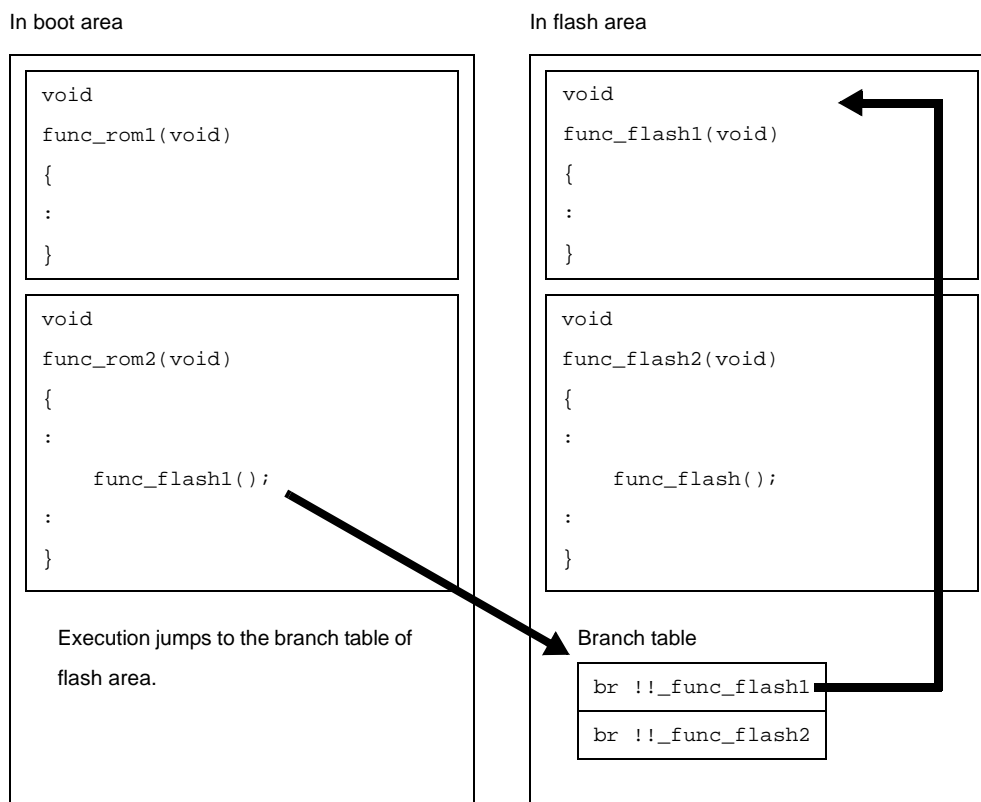 In boot area
void
func_rom1(void)
{
:
}
void
func_rom2(void)
{
:
func_flash1();
:
}
Execution jumps to the branch table of
flash area.
In flash area
void
func_flash1(void)
{
:
}
void
func_flash2(void)
{
:
func_flash();
:
}
Branch table
br !!_func_flash1
br !!_func_flash2